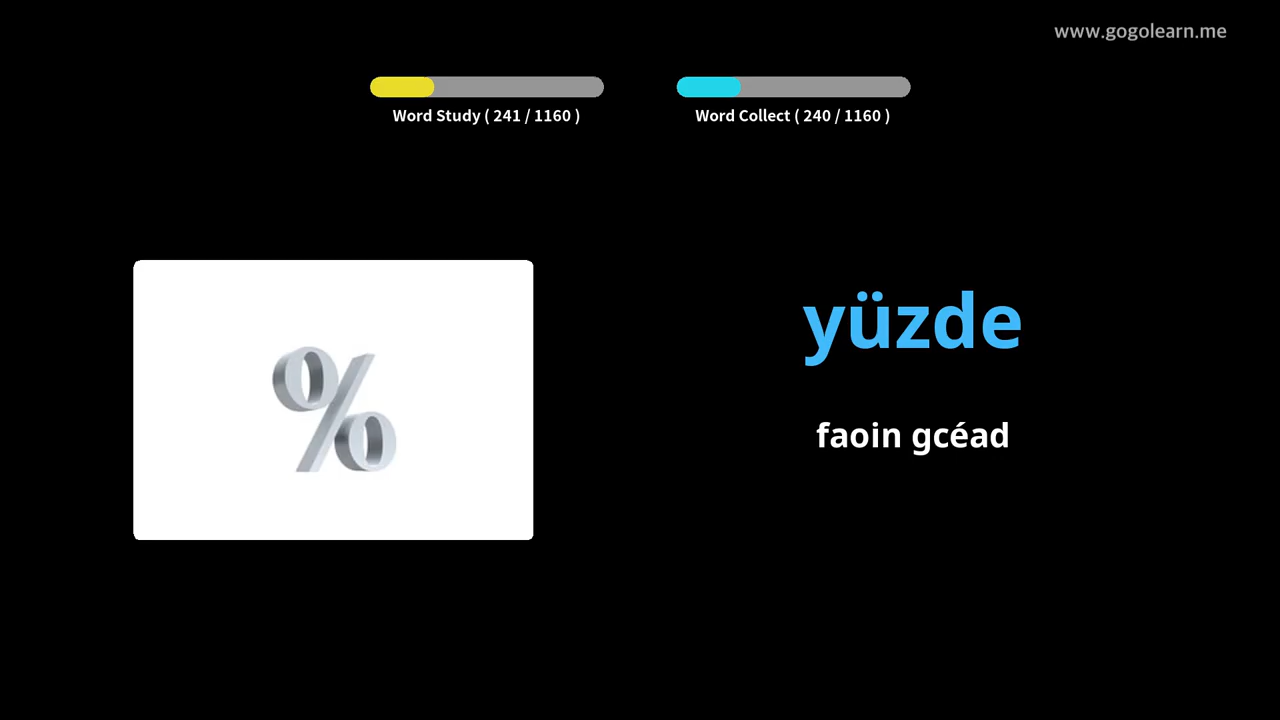 www.gogolearn.me
Word Study ( 241 / 1160 )
Word Collect ( 240 / 1160 )
%
yüzde
faoin gcéad